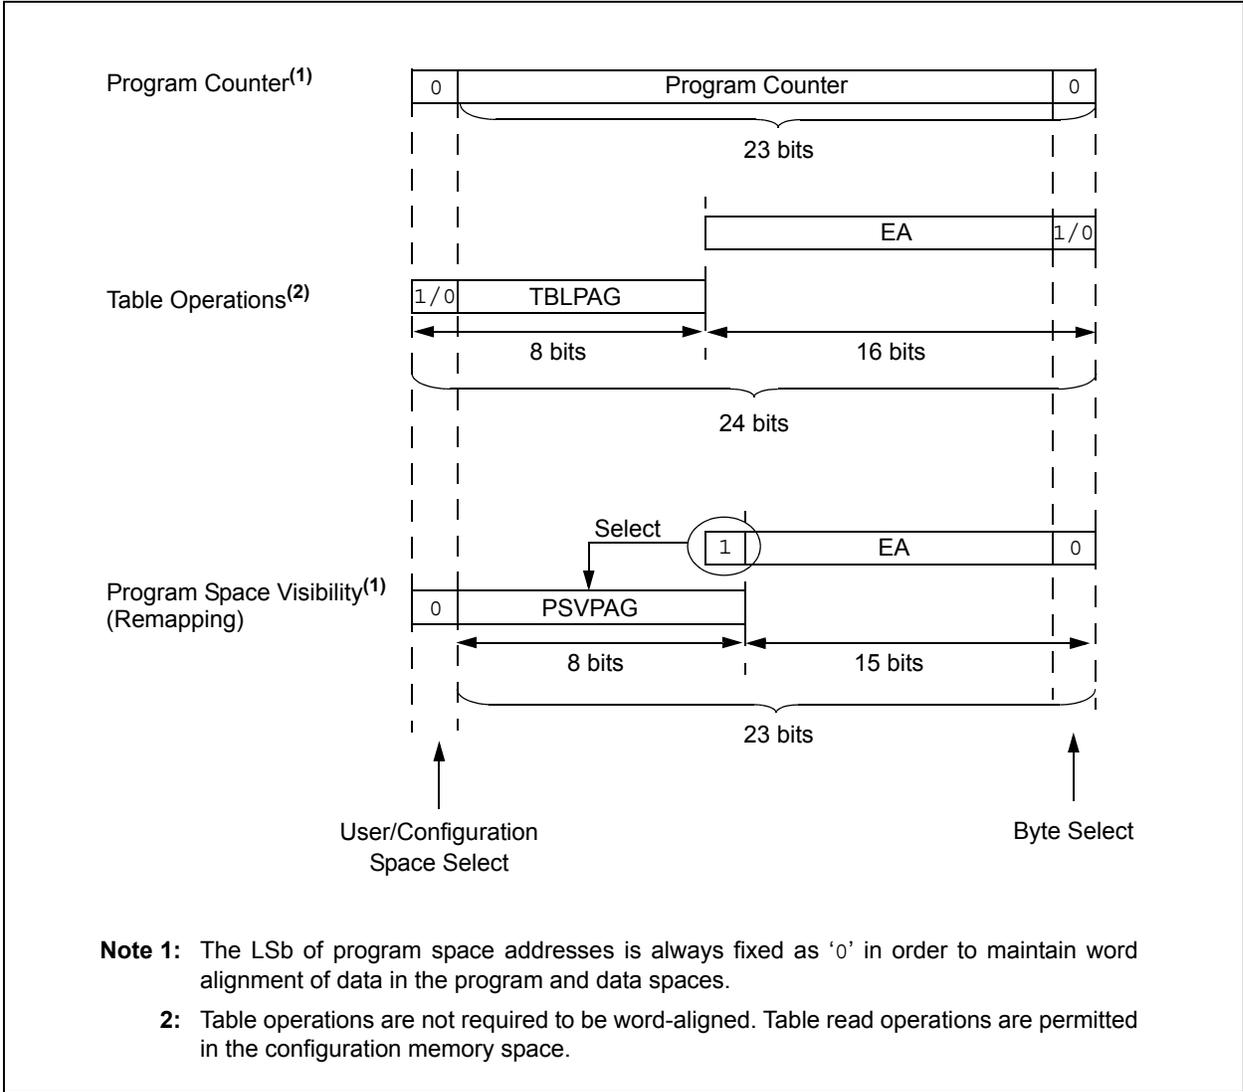 Program Counter(1)
0
Program Counter
0
23 bits
EA
1/0
Table Operations(2)
1/0
TBLPAG
8 bits
16 bits
24 bits
Select
1
EA
0
Program Space Visibility(1)
(Remapping)
0
PSVPAG
8 bits
15 bits
23 bits
User/Configuration
Space Select
Byte Select
Note 1: The LSb of program space addresses is always fixed as ‘0’ in order to maintain word
alignment of data in the program and data spaces.
2: Table operations are not required to be word-aligned. Table read operations are permitted
in the configuration memory space.